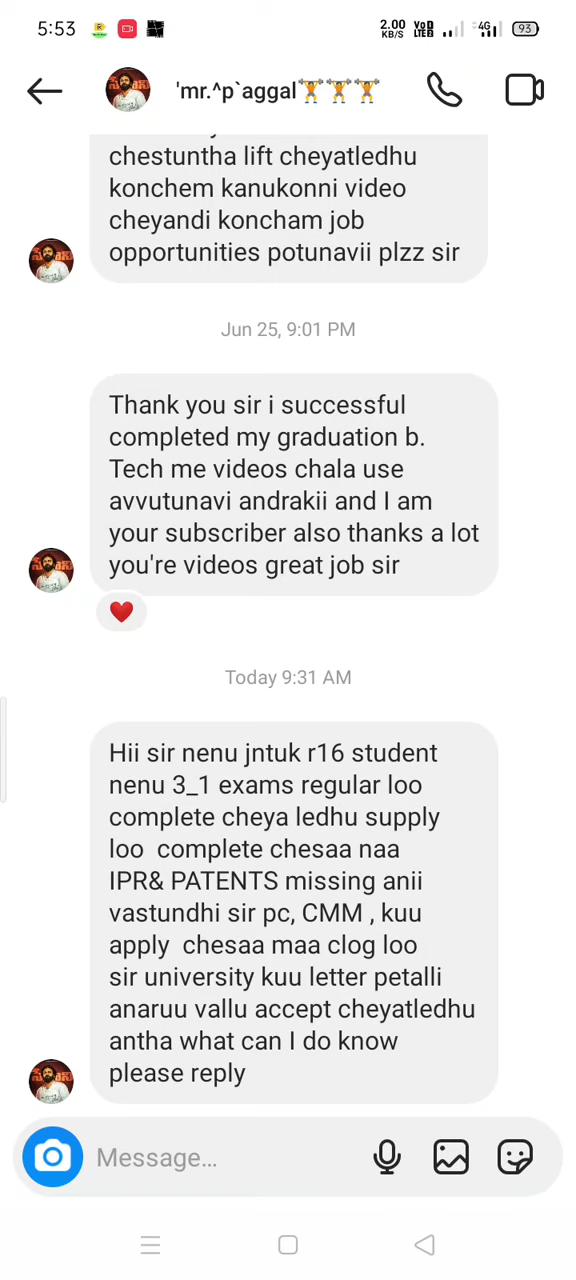 5:53
2.00 KB/S VoD LTE2 4G 93
'mr.^p`aggal🏋️🏋️🏋️
chestuntha lift cheyatledhu
konchem kanukonni video
cheyandi koncham job
opportunities potunavii plzz sir
Jun 25, 9:01 PM
Thank you sir i successful
completed my graduation b.
Tech me videos chala use
avvutunavi andrakii and I am
your subscriber also thanks a lot
you're videos great job sir
❤️
Today 9:31 AM
Hii sir nenu jntuk r16 student
nenu 3_1 exams regular loo
complete cheya ledhu supply
loo  complete chesaa naa
IPR& PATENTS missing anii
vastundhi sir pc, CMM , kuu
apply  chesaa maa clog loo
sir university kuu letter petalli
anaruu vallu accept cheyatledhu
antha what can I do know
please reply
Message...